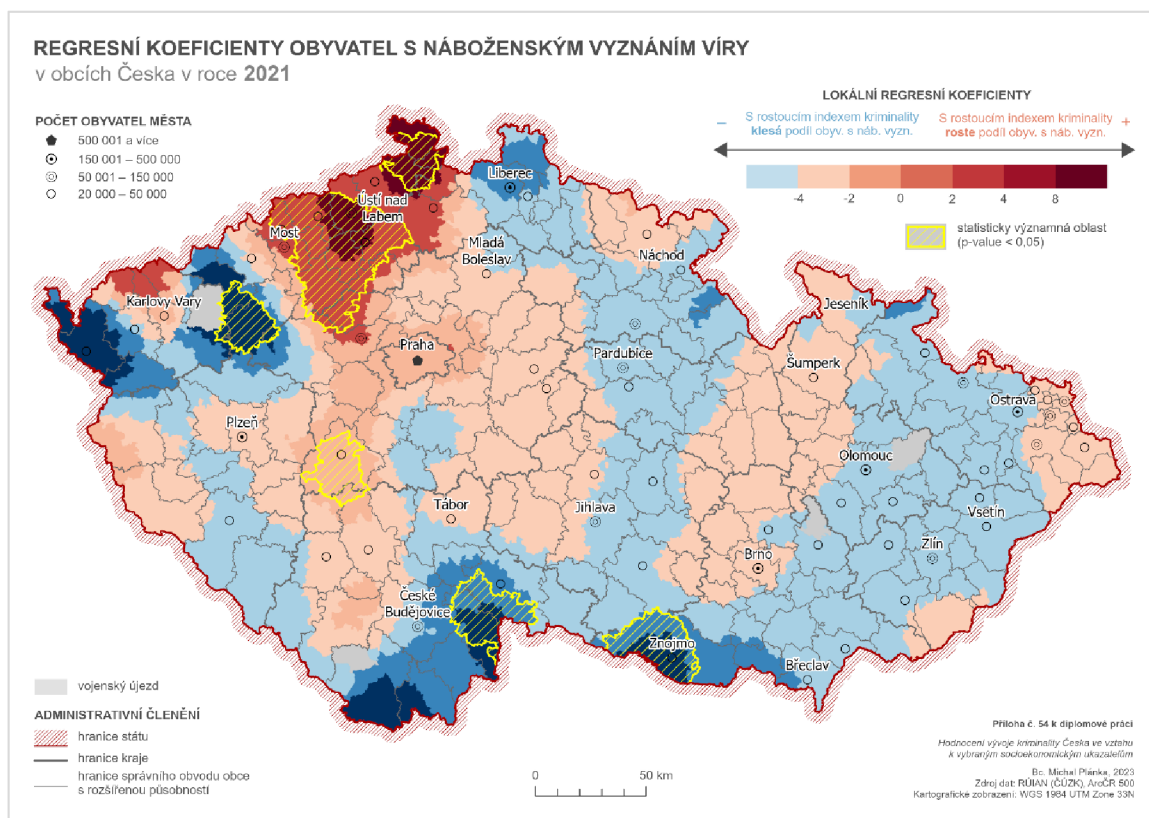 REGRESNÍ KOEFICIENTY OBYVATEL S NÁBOŽENSKÝM VYZNÁNÍM VÍRY
v obcích Česka v roce 2021
POČET OBYVATEL MĚSTA
500 001 a více
150 001 – 500 000
50 001 – 150 000
20 000 – 50 000
LOKÁLNÍ REGRESNÍ KOEFICIENTY
– S rostoucím indexem kriminality klesá podíl obyv. s náb. vyzn.
S rostoucím indexem kriminality roste podíl obyv. s náb. vyzn. +
-4 -2 0 2 4 8
statisticky významná oblast
(p-value < 0,05)
Liberec
Ústí nad
Labem
Most
Mladá
Boleslav
Náchod
Karlovy Vary
Jeseník
Praha
Pardubice
Šumperk
Ostrava
Plzeň
Olomouc
Tábor
Jihlava
Vsetín
Brno
Zlín
České
Budějovice
Znojmo
Břeclav
vojenský újezd
ADMINISTRATIVNÍ ČLENĚNÍ
hranice státu
hranice kraje
hranice správního obvodu obce
s rozšířenou působností
0 50 km
Příloha č. 54 k diplomové práci
Hodnocení vývoje kriminality Česka ve vztahu
k vybraným socioekonomickým ukazatelům
Bc. Michal Plánka, 2023
Zdroj dat: RÚIAN (ČÚZK), ArcČR 500
Kartografické zobrazení: WGS 1984 UTM Zone 33N